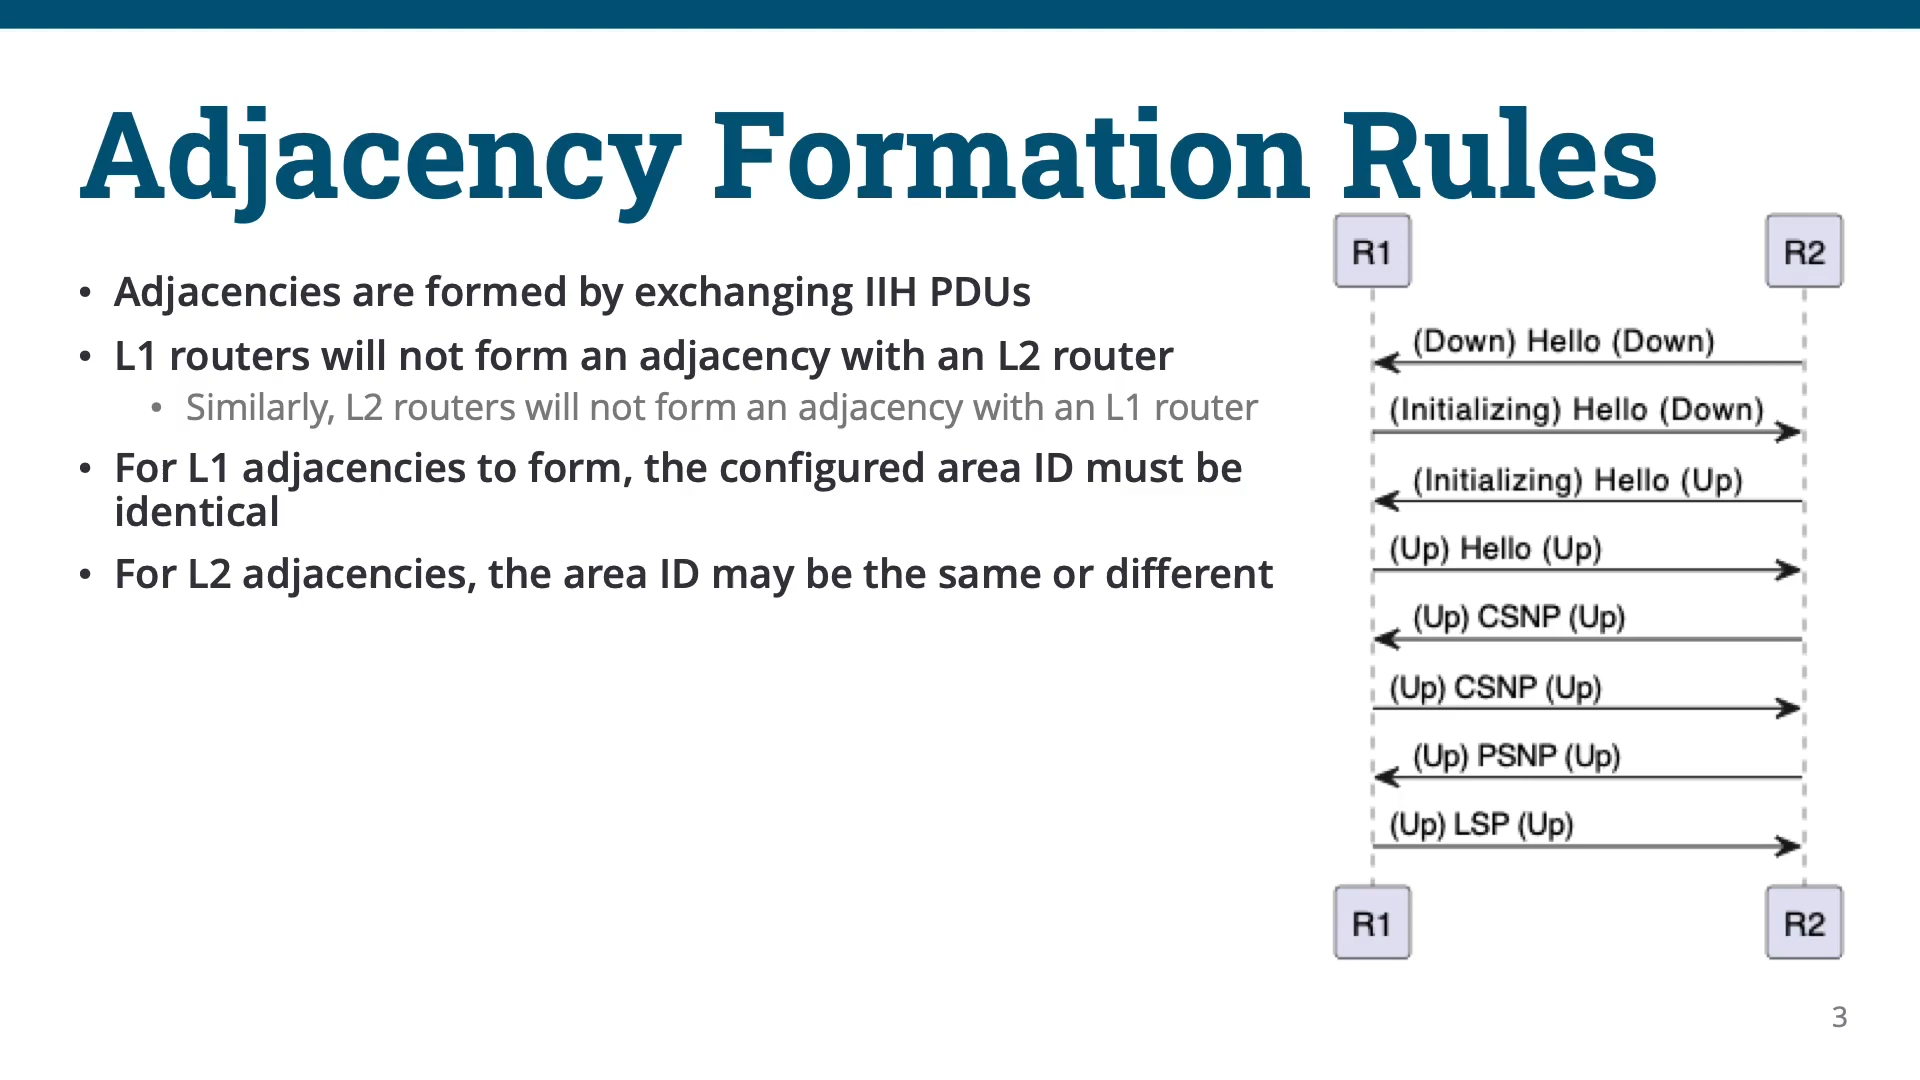 Adjacency Formation Rules
• Adjacencies are formed by exchanging IIH PDUs
• L1 routers will not form an adjacency with an L2 router
• Similarly, L2 routers will not form an adjacency with an L1 router
• For L1 adjacencies to form, the configured area ID must be
identical
• For L2 adjacencies, the area ID may be the same or different
R1
R2
(Down) Hello (Down)
(Initializing) Hello (Down)
(Initializing) Hello (Up)
(Up) Hello (Up)
(Up) CSNP (Up)
(Up) CSNP (Up)
(Up) PSNP (Up)
(Up) LSP (Up)
R1
R2
3